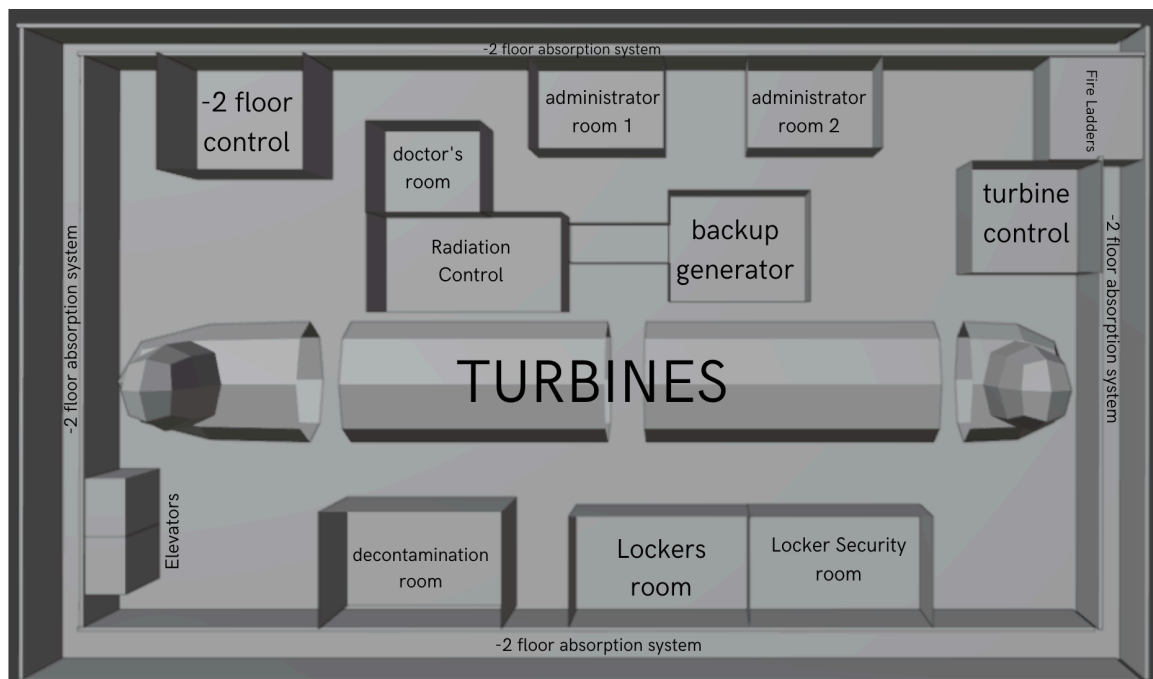 -2 floor absorption system
-2 floor
control
administrator
room 1
administrator
room 2
Fire Ladders
doctor's
room
turbine
control
Radiation
Control
backup
generator
-2 floor absorption system
-2 floor absorption system
TURBINES
Elevators
decontamination
room
Lockers
room
Locker Security
room
-2 floor absorption system